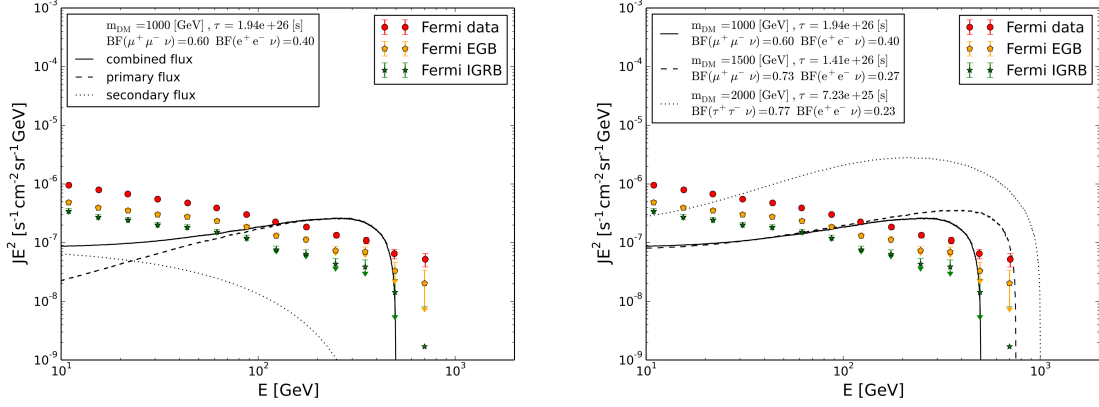 m_DM =1000 [GeV] , τ = 1.94e+26 [s]
BF(μ⁺ μ⁻ ν)=0.60 BF(e⁺ e⁻ ν)=0.40
combined flux
primary flux
secondary flux
Fermi data
Fermi EGB
Fermi IGRB
10⁻³
10⁻⁴
10⁻⁵
10⁻⁶
10⁻⁷
10⁻⁸
10⁻⁹
JE² [s⁻¹cm⁻²sr⁻¹GeV]
10¹
10²
10³
E [GeV]
m_DM =1000 [GeV] , τ = 1.94e+26 [s]
BF(μ⁺ μ⁻ ν)=0.60 BF(e⁺ e⁻ ν)=0.40
m_DM =1500 [GeV] , τ = 1.41e+26 [s]
BF(μ⁺ μ⁻ ν)=0.73 BF(e⁺ e⁻ ν)=0.27
m_DM =2000 [GeV] , τ = 7.23e+25 [s]
BF(τ⁺ τ⁻ ν)=0.77 BF(e⁺ e⁻ ν)=0.23
Fermi data
Fermi EGB
Fermi IGRB
10⁻³
10⁻⁴
10⁻⁵
10⁻⁶
10⁻⁷
10⁻⁸
10⁻⁹
JE² [s⁻¹cm⁻²sr⁻¹GeV]
10¹
10²
10³
E [GeV]